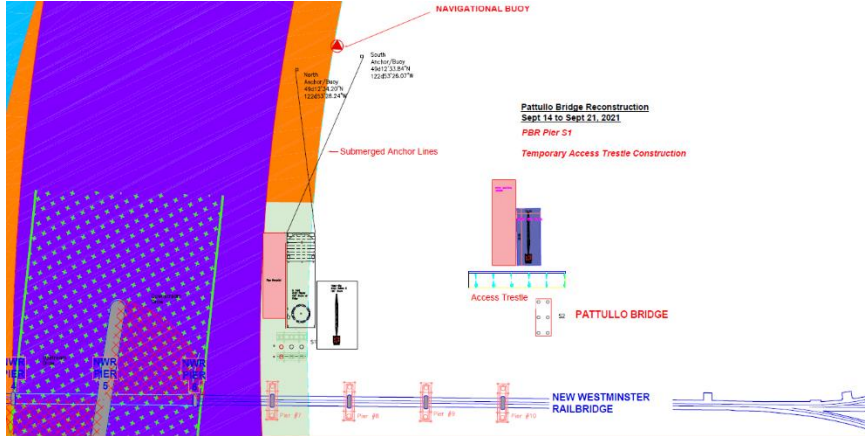 NAVIGATIONAL BUOY
South
Anchor/Buoy
49d12'33.84"N
122d53'26.07"W
North
Anchor/Buoy
49d12'34.20"N
122d53'28.24"W
Pattullo Bridge Reconstruction
Sept 14 to Sept 21, 2021
PBR Pier S1
Temporary Access Trestle Construction
Submerged Anchor Lines
Access Trestle
S2
PATTULLO BRIDGE
NWR
PIER
4
NWR
PIER
5
NWR
PIER
NEW WESTMINSTER
RAILBRIDGE
Pier #7
Pier #8
Pier #9
Pier #10